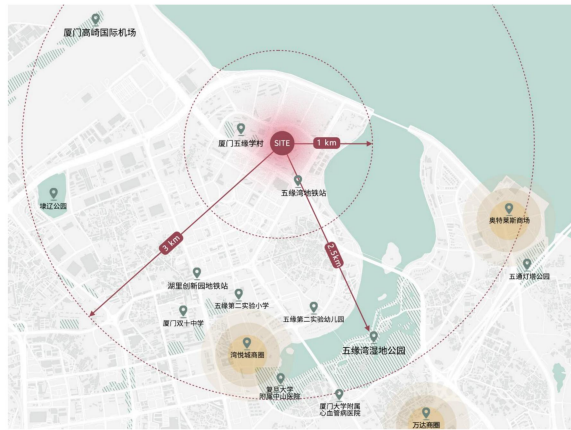 厦门高崎国际机场
厦门五缘学村
SITE
1 km
五缘湾地铁站
埭辽公园
奥特莱斯商场
3 km
2.5km
五通灯塔公园
湖里创新园地铁站
五缘第二实验小学
厦门双十中学
五缘第二实验幼儿园
湾悦城商圈
五缘湾湿地公园
复旦大学
附属中山医院
厦门大学附属
心血管病医院
万达商圈